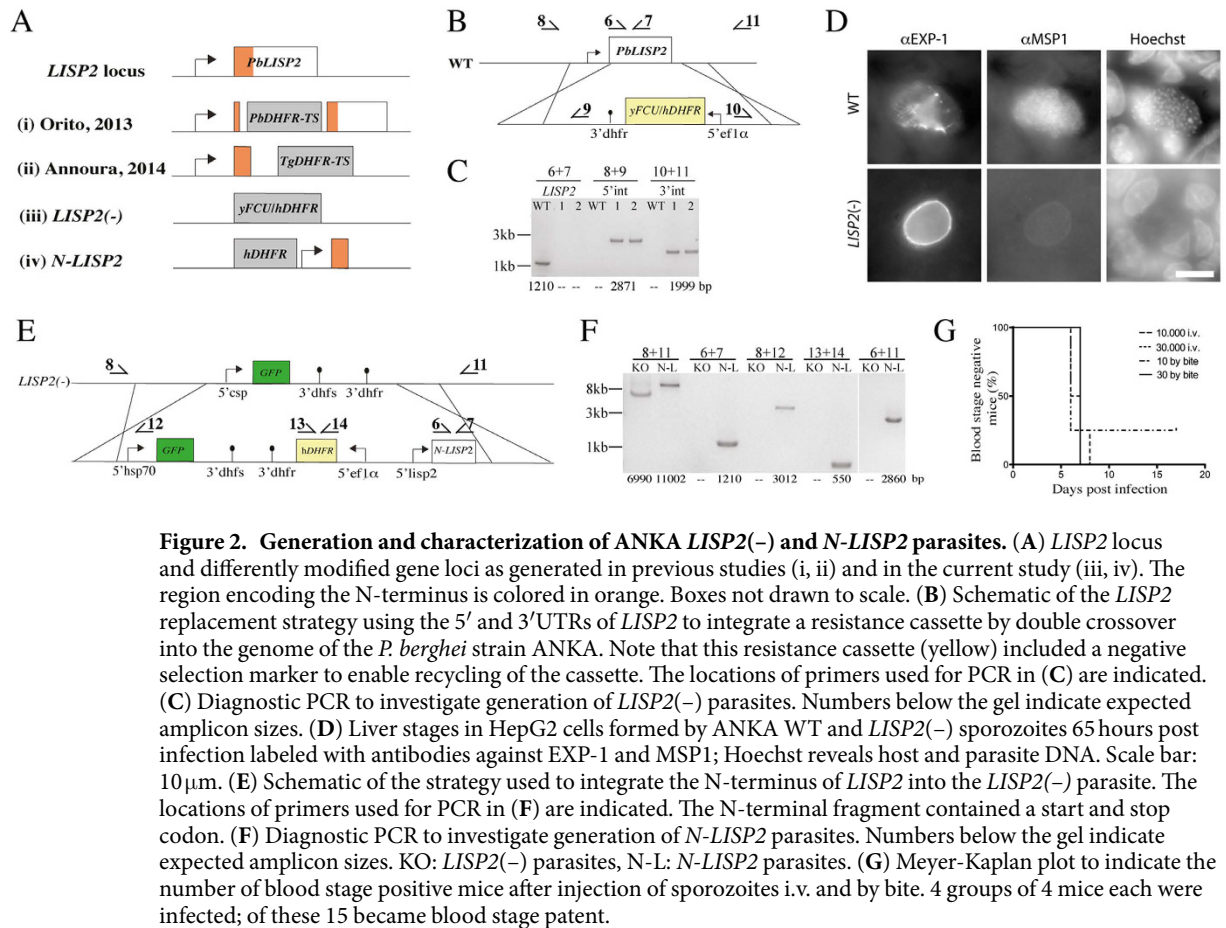 A
LISP2 locus
PbLISP2
(i) Orito, 2013
PbDHFR-TS
(ii) Annoura, 2014
TgDHFR-TS
(iii) LISP2(-)
yFCU/hDHFR
(iv) N-LISP2
hDHFR
B
8 6 7 11
WT
PbLISP2
9 yFCU/hDHFR 10
3'dhfr 5'ef1α
C
6+7 8+9 10+11
LISP2 5'int 3'int
WT 1 2 WT 1 2 WT 1 2
3kb
1kb
1210 -- -- -- 2871 -- 1999 bp
D
αEXP-1 αMSP1 Hoechst
WT
LISP2(-)
E
8 11
LISP2(-)
GFP
5'csp 3'dhfs 3'dhfr
12 13 14 6 7
GFP hDHFR N-LISP2
5'hsp70 3'dhfs 3'dhfr 5'ef1α 5'lisp2
F
8+11 6+7 8+12 13+14 6+11
KO N-L KO N-L KO N-L KO N-L KO N-L
8kb
3kb
1kb
6990 11002 -- 1210 -- 3012 -- 550 -- 2860 bp
G
Blood stage negative
mice (%)
100
50
0
0 5 10 15 20
Days post infection
10.000 i.v.
30.000 i.v.
10 by bite
30 by bite
Figure 2. Generation and characterization of ANKA LISP2(–) and N-LISP2 parasites. (A) LISP2 locus
and differently modified gene loci as generated in previous studies (i, ii) and in the current study (iii, iv). The
region encoding the N-terminus is colored in orange. Boxes not drawn to scale. (B) Schematic of the LISP2
replacement strategy using the 5′ and 3′UTRs of LISP2 to integrate a resistance cassette by double crossover
into the genome of the P. berghei strain ANKA. Note that this resistance cassette (yellow) included a negative
selection marker to enable recycling of the cassette. The locations of primers used for PCR in (C) are indicated.
(C) Diagnostic PCR to investigate generation of LISP2(–) parasites. Numbers below the gel indicate expected
amplicon sizes. (D) Liver stages in HepG2 cells formed by ANKA WT and LISP2(–) sporozoites 65 hours post
infection labeled with antibodies against EXP-1 and MSP1; Hoechst reveals host and parasite DNA. Scale bar:
10 μm. (E) Schematic of the strategy used to integrate the N-terminus of LISP2 into the LISP2(–) parasite. The
locations of primers used for PCR in (F) are indicated. The N-terminal fragment contained a start and stop
codon. (F) Diagnostic PCR to investigate generation of N-LISP2 parasites. Numbers below the gel indicate
expected amplicon sizes. KO: LISP2(–) parasites, N-L: N-LISP2 parasites. (G) Meyer-Kaplan plot to indicate the
number of blood stage positive mice after injection of sporozoites i.v. and by bite. 4 groups of 4 mice each were
infected; of these 15 became blood stage patent.